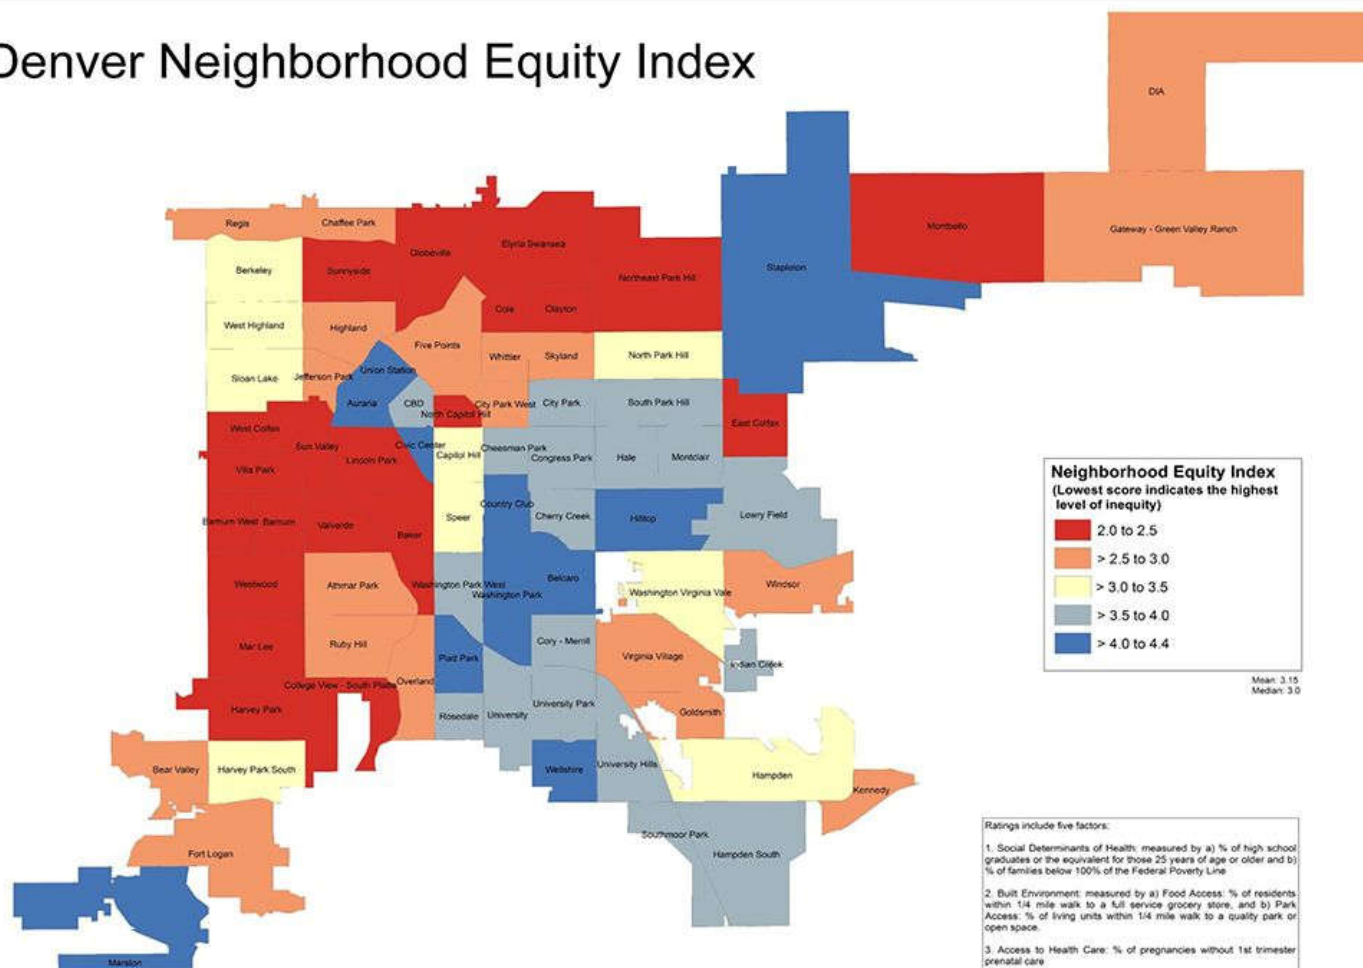 Denver Neighborhood Equity Index
DIA
Regis
Chaffee Park
Globeville
Elyria Swansea
Montbello
Gateway - Green Valley Ranch
Berkeley
Sunnyside
Northeast Park Hill
Stapleton
Cole
Clayton
West Highland
Highland
Five Points
Whittier
Skyland
North Park Hill
Sloan Lake
Jefferson Park
Union Station
Auraria
CBD
North Capitol Hill
City Park West
City Park
South Park Hill
East Colfax
West Colfax
Sun Valley
Lincoln Park
Civic Center
Capitol Hill
Cheesman Park
Congress Park
Hale
Montclair
Villa Park
Barnum West
Barnum
Valverde
Baker
Speer
Country Club
Cherry Creek
Hilltop
Lowry Field
Westwood
Athmar Park
Washington Park West
Washington Park
Belcaro
Washington Virginia Vale
Windsor
Mar Lee
Ruby Hill
Platt Park
Cory - Merrill
Virginia Village
Indian Creek
College View - South Platte
Overland
Harvey Park
Rosedale
University
University Park
Goldsmith
Bear Valley
Harvey Park South
Wellshire
University Hills
Hampden
Kennedy
Fort Logan
Southmoor Park
Hampden South
Marston
Neighborhood Equity Index
(Lowest score indicates the highest
level of inequity)
2.0 to 2.5
> 2.5 to 3.0
> 3.0 to 3.5
> 3.5 to 4.0
> 4.0 to 4.4
Mean: 3.15
Median: 3.0
Ratings include five factors:
1. Social Determinants of Health: measured by a) % of high school
graduates or the equivalent for those 25 years of age or older and b)
% of families below 100% of the Federal Poverty Line
2. Built Environment: measured by a) Food Access: % of residents
within 1/4 mile walk to a full service grocery store, and b) Park
Access: % of living units within 1/4 mile walk to a quality park or
open space.
3. Access to Health Care: % of pregnancies without 1st trimester
prenatal care